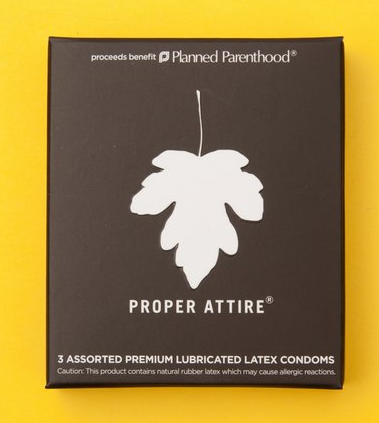 proceeds benefit Planned Parenthood®
PROPER ATTIRE®
3 ASSORTED PREMIUM LUBRICATED LATEX CONDOMS
Caution: This product contains natural rubber latex which may cause allergic reactions.